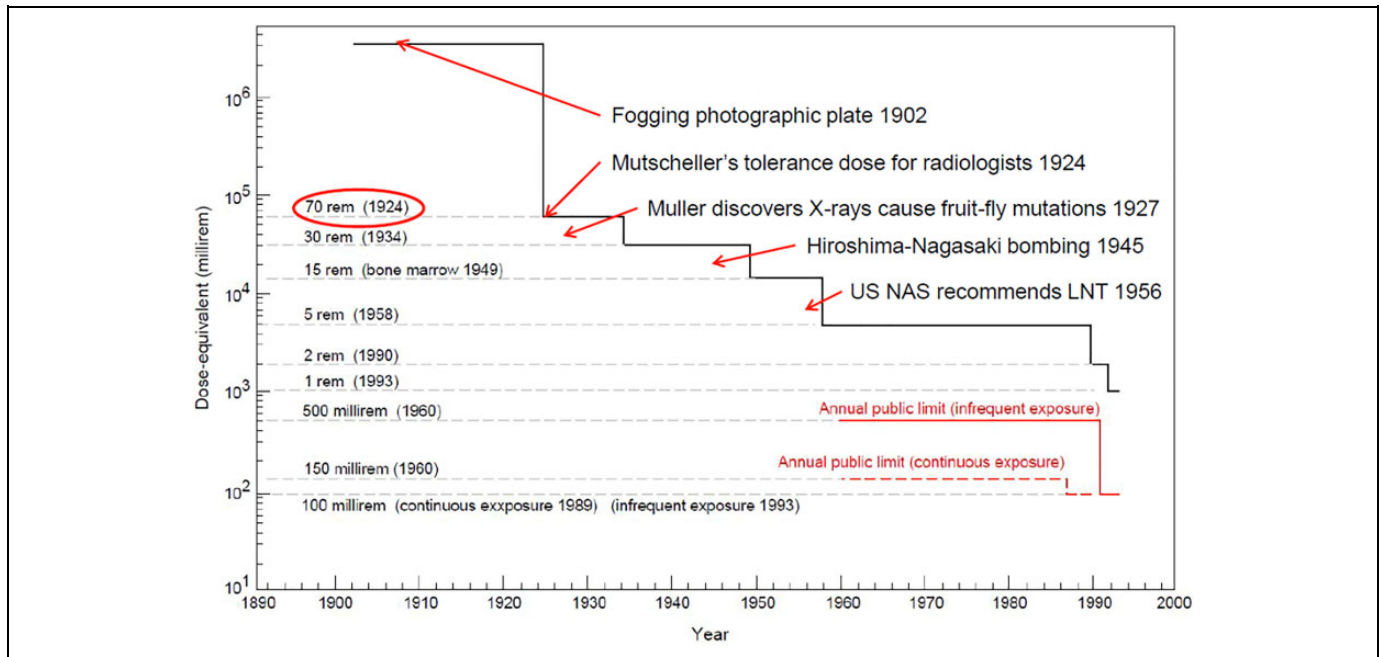 Fogging photographic plate 1902
Mutscheller's tolerance dose for radiologists 1924
Muller discovers X-rays cause fruit-fly mutations 1927
Hiroshima-Nagasaki bombing 1945
US NAS recommends LNT 1956
10^6
10^5
10^4
10^3
10^2
10^1
Dose-equivalent (millirem)
70 rem (1924)
30 rem (1934)
15 rem (bone marrow 1949)
5 rem (1958)
2 rem (1990)
1 rem (1993)
500 millirem (1960)
Annual public limit (infrequent exposure)
150 millirem (1960)
Annual public limit (continuous exposure)
100 millirem (continuous exxposure 1989) (infrequent exposure 1993)
1890 1900 1910 1920 1930 1940 1950 1960 1970 1980 1990 2000
Year